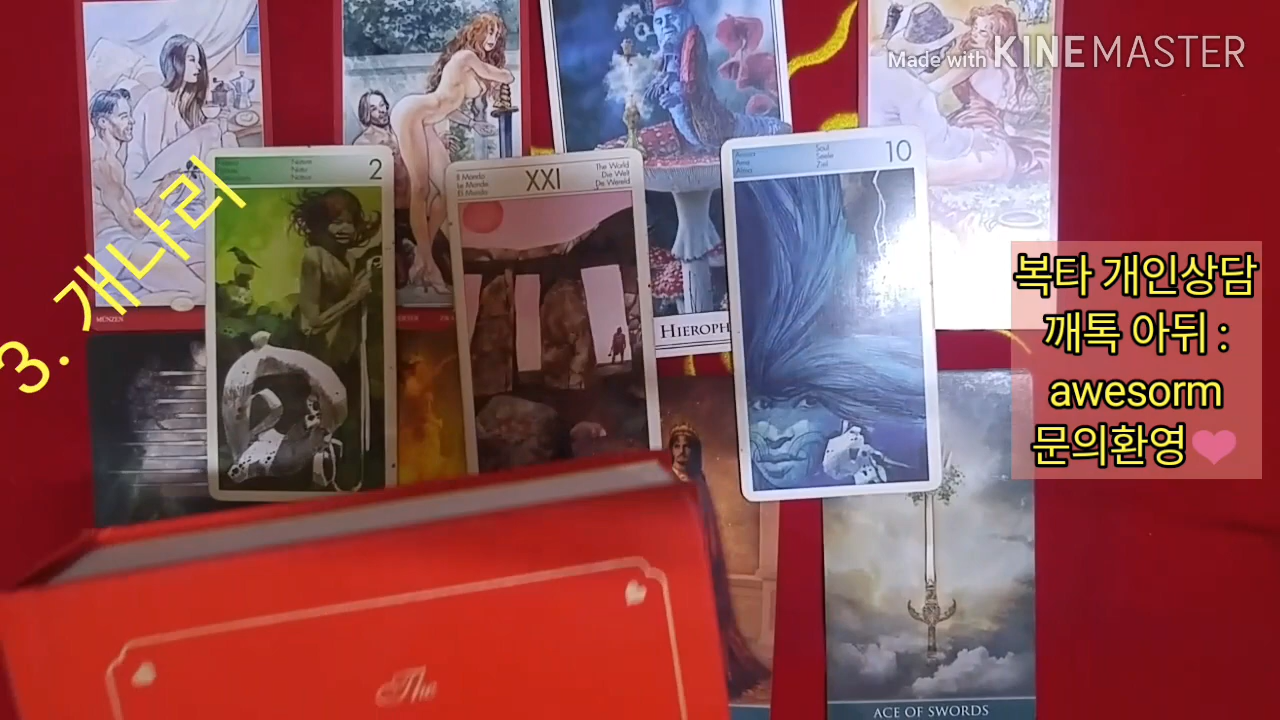 Made with KINEMASTER
3. 개나리
2
XXI
Il Mondo
Le Monde
El Mundo
The World
Die Welt
De Wereld
10
Soul
Seele
Ziel
HIEROPH
MÜNZEN
복타 개인상담
깨톡 아뒤 :
awesorm
문의환영
The
ACE OF SWORDS